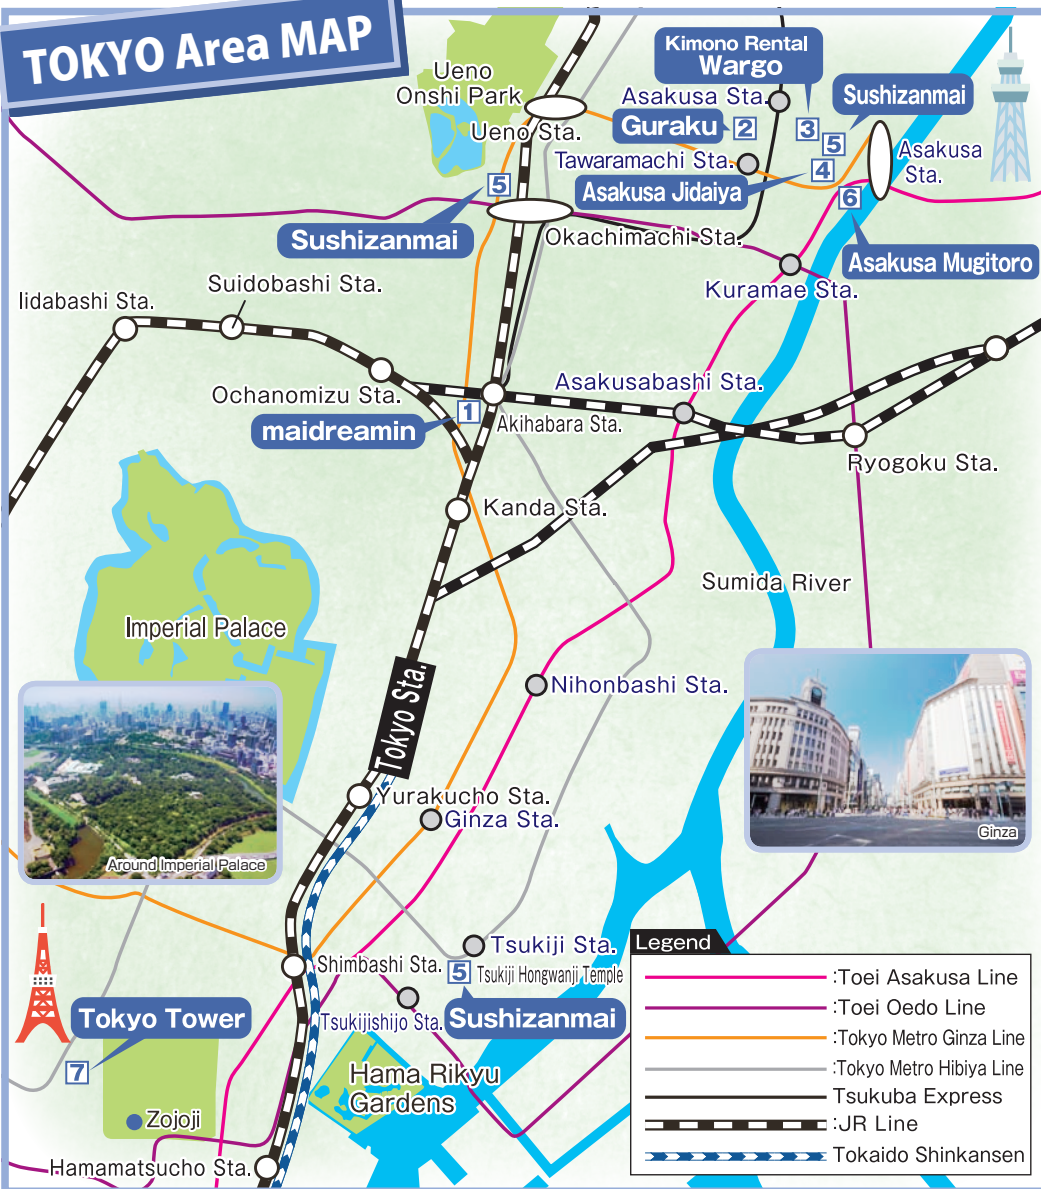 TOKYO Area MAP
Ueno
Onshi Park
Ueno Sta.
Kimono Rental
Wargo
Asakusa Sta.
Sushizanmai
Guraku
2
3
5
Tawaramachi Sta.
4
Asakusa
Sta.
Asakusa Jidaiya
5
6
Sushizanmai
Okachimachi Sta.
Asakusa Mugitoro
Kuramae Sta.
Suidobashi Sta.
Iidabashi Sta.
Ochanomizu Sta.
Asakusabashi Sta.
1
maidreamin
Akihabara Sta.
Ryogoku Sta.
Kanda Sta.
Sumida River
Imperial Palace
Tokyo Sta.
Nihonbashi Sta.
Yurakucho Sta.
Ginza Sta.
Ginza
Around Imperial Palace
Tsukiji Sta.
Shimbashi Sta.
5
Tsukiji Hongwanji Temple
Tsukijishijo Sta.
Sushizanmai
Tokyo Tower
7
Hama Rikyu
Gardens
Zojoji
Hamamatsucho Sta.
Legend
:Toei Asakusa Line
:Toei Oedo Line
:Tokyo Metro Ginza Line
:Tokyo Metro Hibiya Line
Tsukuba Express
:JR Line
Tokaido Shinkansen